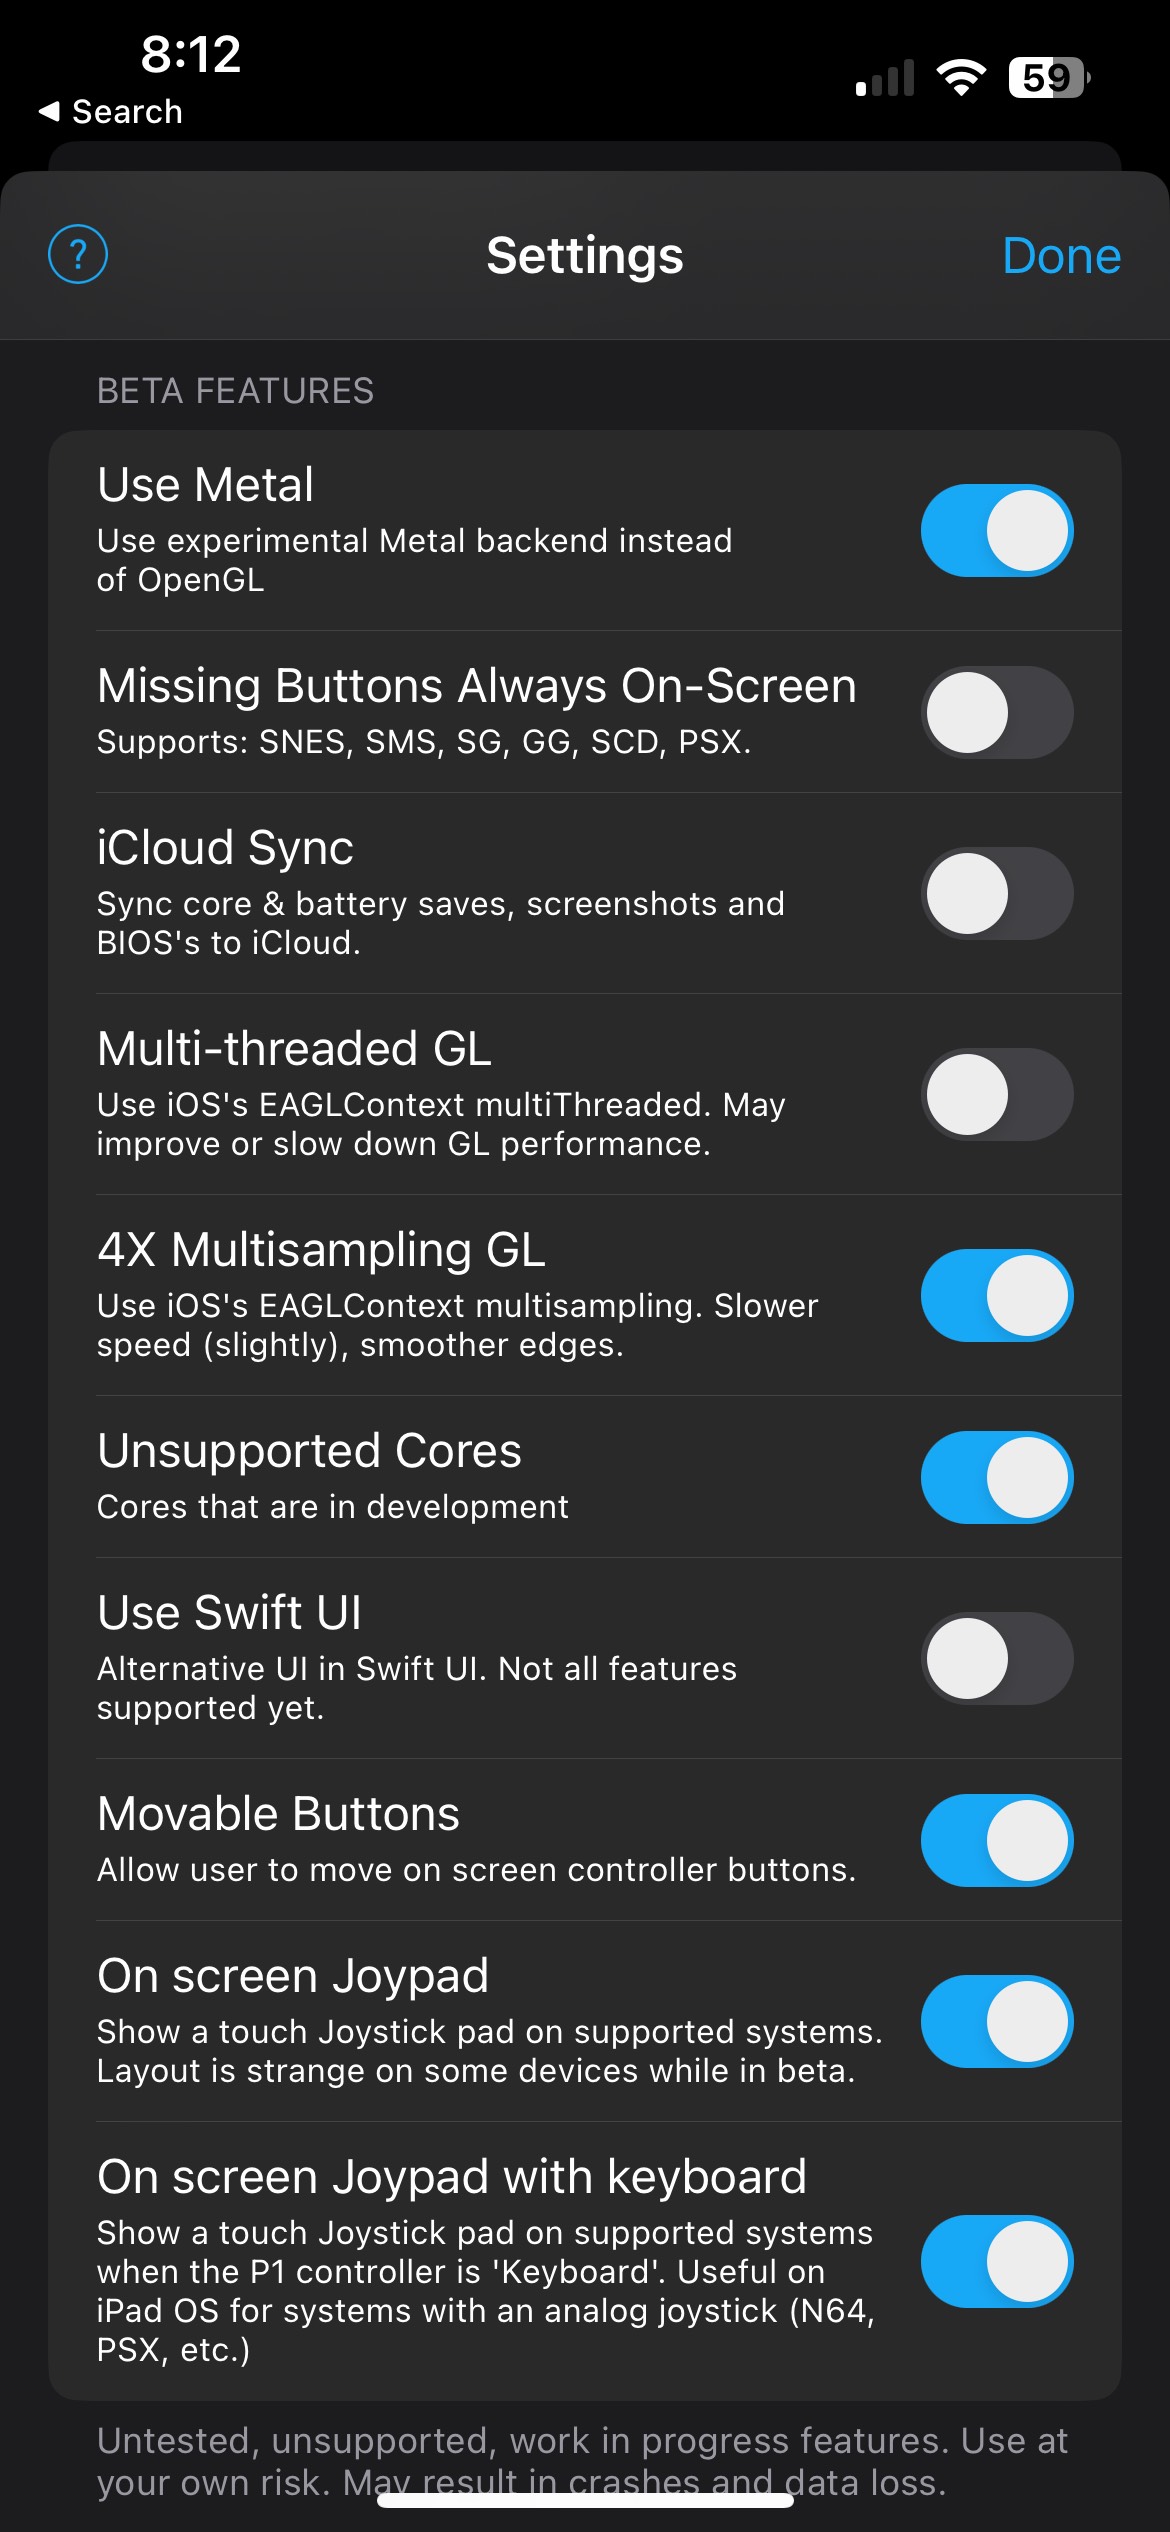 8:12
59
◀ Search
?
Settings
Done
BETA FEATURES
Use Metal
Use experimental Metal backend instead
of OpenGL
Missing Buttons Always On-Screen
Supports: SNES, SMS, SG, GG, SCD, PSX.
iCloud Sync
Sync core & battery saves, screenshots and
BIOS's to iCloud.
Multi-threaded GL
Use iOS's EAGLContext multiThreaded. May
improve or slow down GL performance.
4X Multisampling GL
Use iOS's EAGLContext multisampling. Slower
speed (slightly), smoother edges.
Unsupported Cores
Cores that are in development
Use Swift UI
Alternative UI in Swift UI. Not all features
supported yet.
Movable Buttons
Allow user to move on screen controller buttons.
On screen Joypad
Show a touch Joystick pad on supported systems.
Layout is strange on some devices while in beta.
On screen Joypad with keyboard
Show a touch Joystick pad on supported systems
when the P1 controller is 'Keyboard'. Useful on
iPad OS for systems with an analog joystick (N64,
PSX, etc.)
Untested, unsupported, work in progress features. Use at
your own risk. May result in crashes and data loss.